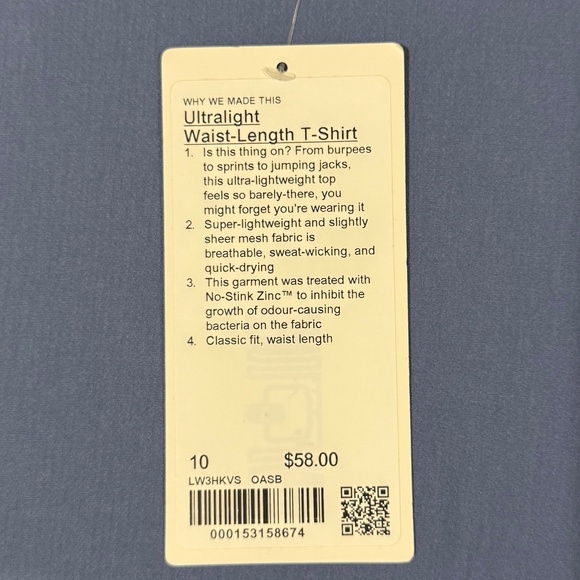 WHY WE MADE THIS
Ultralight
Waist-Length T-Shirt
1. Is this thing on? From burpees
to sprints to jumping jacks,
this ultra-lightweight top
feels so barely-there, you
might forget you're wearing it
2. Super-lightweight and slightly
sheer mesh fabric is
breathable, sweat-wicking, and
quick-drying
3. This garment was treated with
No-Stink Zinc™ to inhibit the
growth of odour-causing
bacteria on the fabric
4. Classic fit, waist length
10 $58.00
LW3HKVS OASB
000153158674